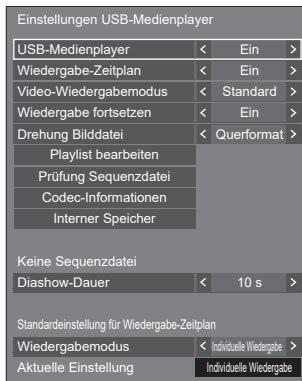 Einstellungen USB-Medienplayer
USB-Medienplayer < Ein >
Wiedergabe-Zeitplan < Ein >
Video-Wiedergabemodus < Standard >
Wiedergabe fortsetzen < Ein >
Drehung Bilddatei < Querformat >
Playlist bearbeiten
Prüfung Sequenzdatei
Codec-Informationen
Interner Speicher
Keine Sequenzdatei
Diashow-Dauer < 10 s >
Standardeinstellung für Wiedergabe-Zeitplan
Wiedergabemodus < Individuelle Wiedergabe >
Aktuelle Einstellung Individuelle Wiedergabe